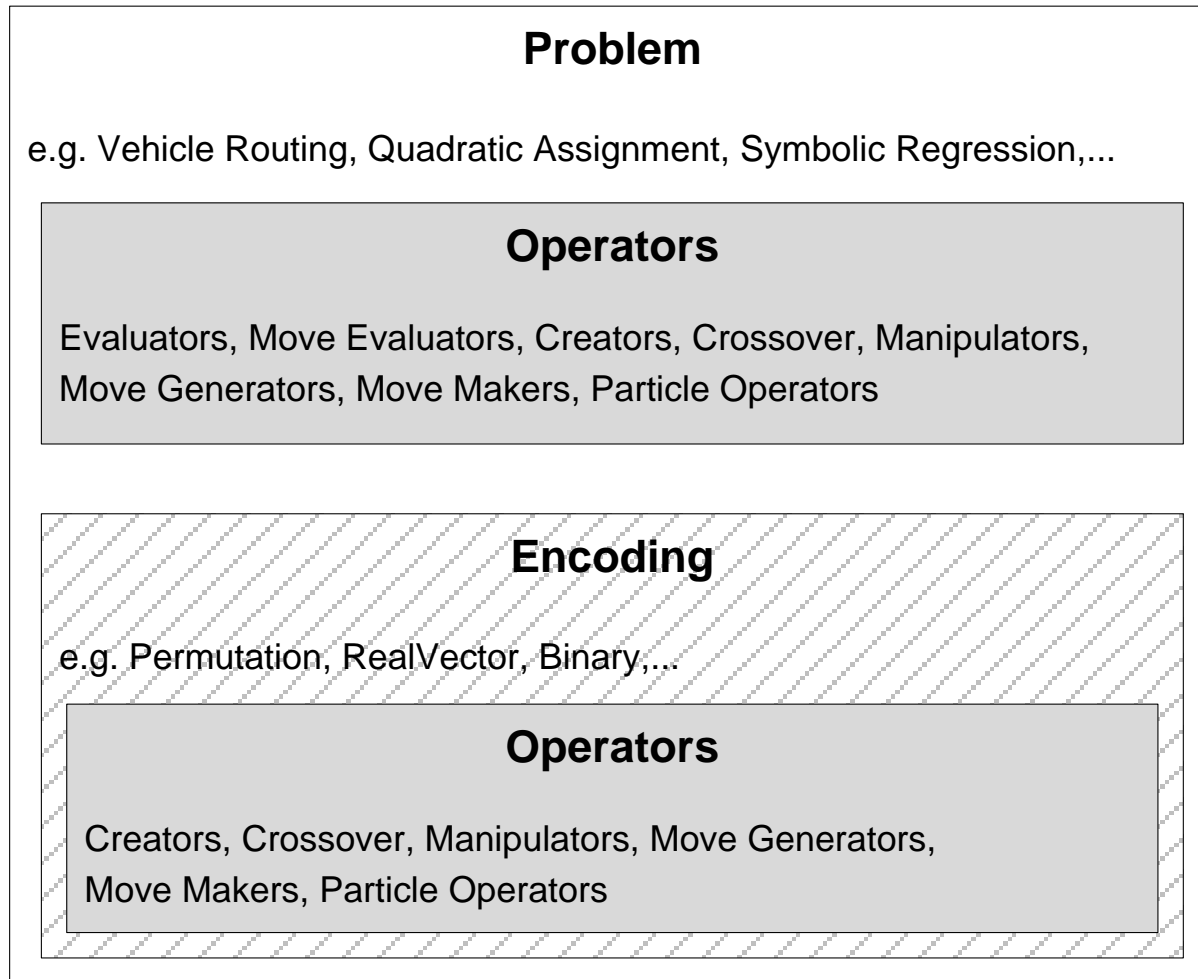 Problem
e.g. Vehicle Routing, Quadratic Assignment, Symbolic Regression,...
Operators
Evaluators, Move Evaluators, Creators, Crossover, Manipulators,
Move Generators, Move Makers, Particle Operators
Encoding
e.g. Permutation, RealVector, Binary,...
Operators
Creators, Crossover, Manipulators, Move Generators,
Move Makers, Particle Operators